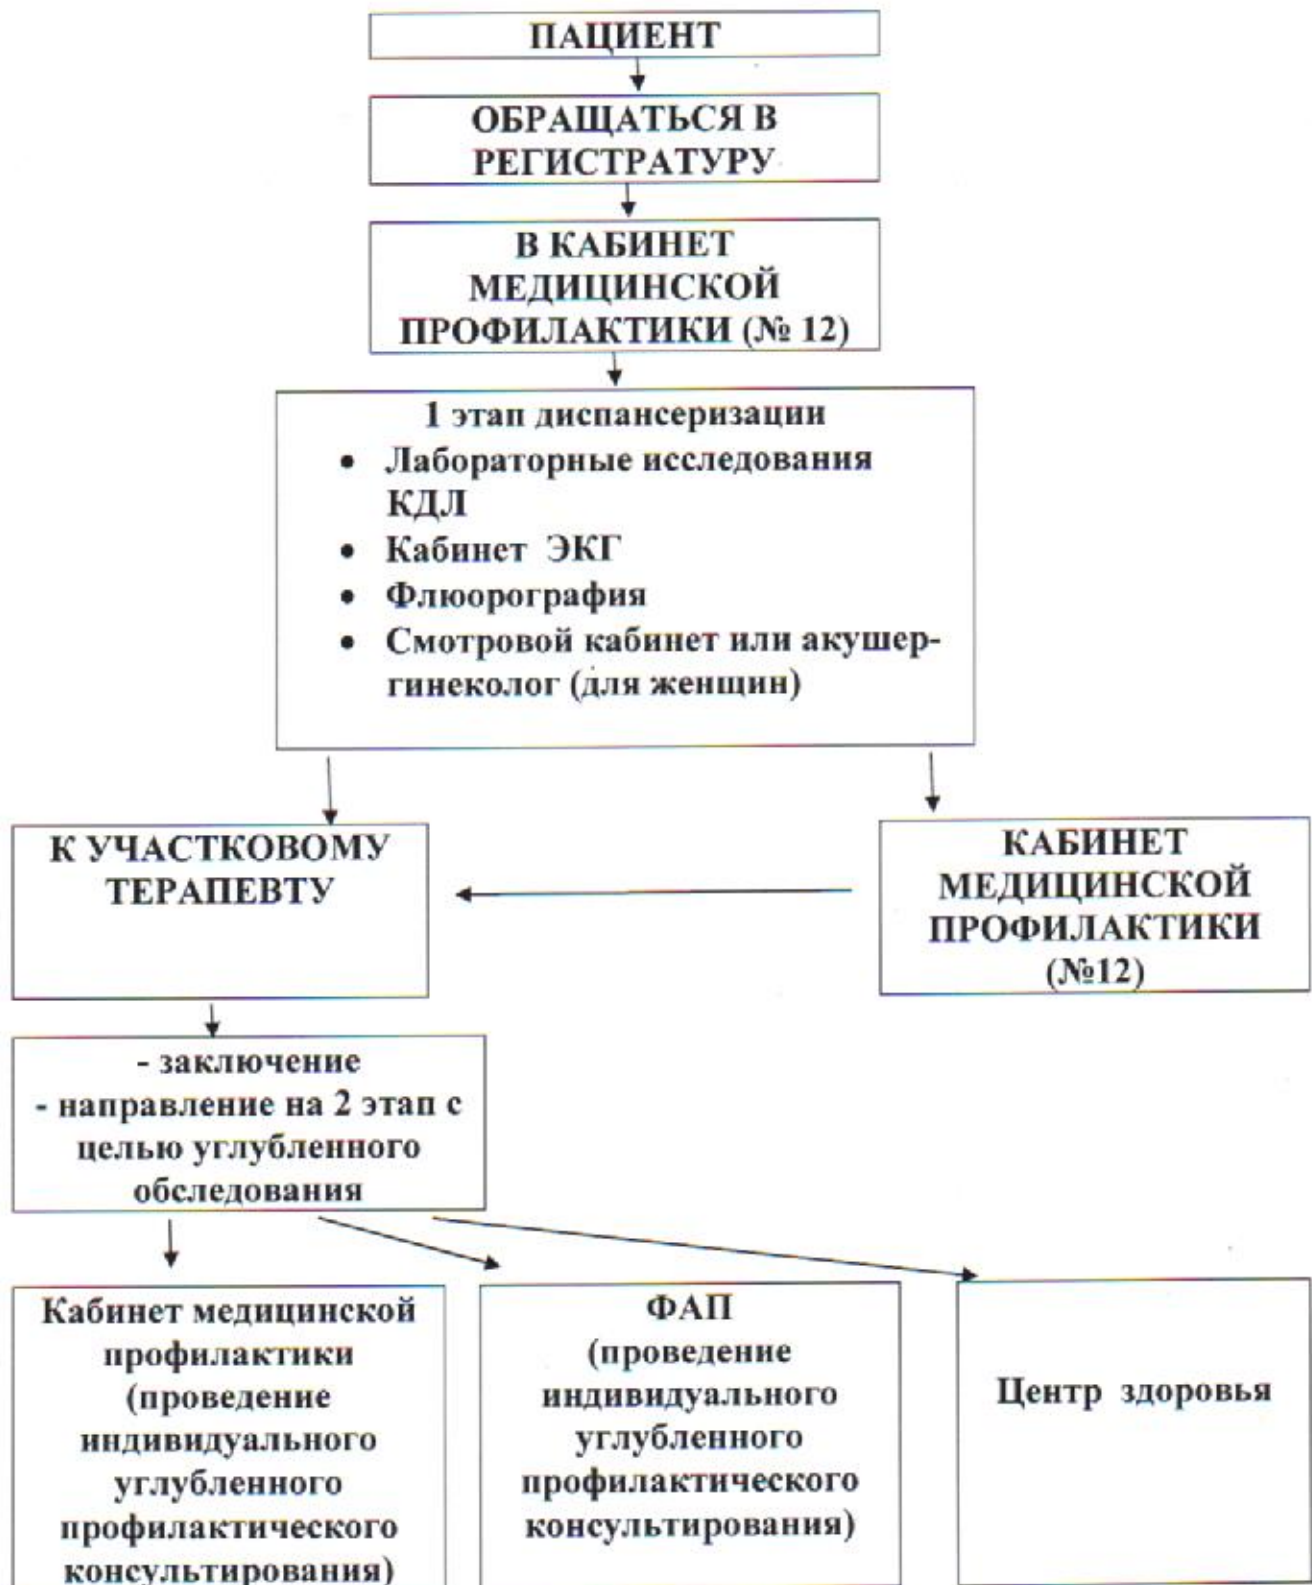 ПАЦИЕНТ
ОБРАЩАТЬСЯ В
РЕГИСТРАТУРУ
В КАБИНЕТ
МЕДИЦИНСКОЙ
ПРОФИЛАКТИКИ (№ 12)
1 этап диспансеризации
• Лабораторные исследования
КДЛ
• Кабинет ЭКГ
• Флюорография
• Смотровой кабинет или акушер-
гинеколог (для женщин)
К УЧАСТКОВОМУ
ТЕРАПЕВТУ
КАБИНЕТ
МЕДИЦИНСКОЙ
ПРОФИЛАКТИКИ
(№12)
- заключение
- направление на 2 этап с
целью углубленного
обследования
Кабинет медицинской
профилактики
(проведение
индивидуального
углубленного
профилактического
консультирования)
ФАП
(проведение
индивидуального
углубленного
профилактического
консультирования)
Центр здоровья